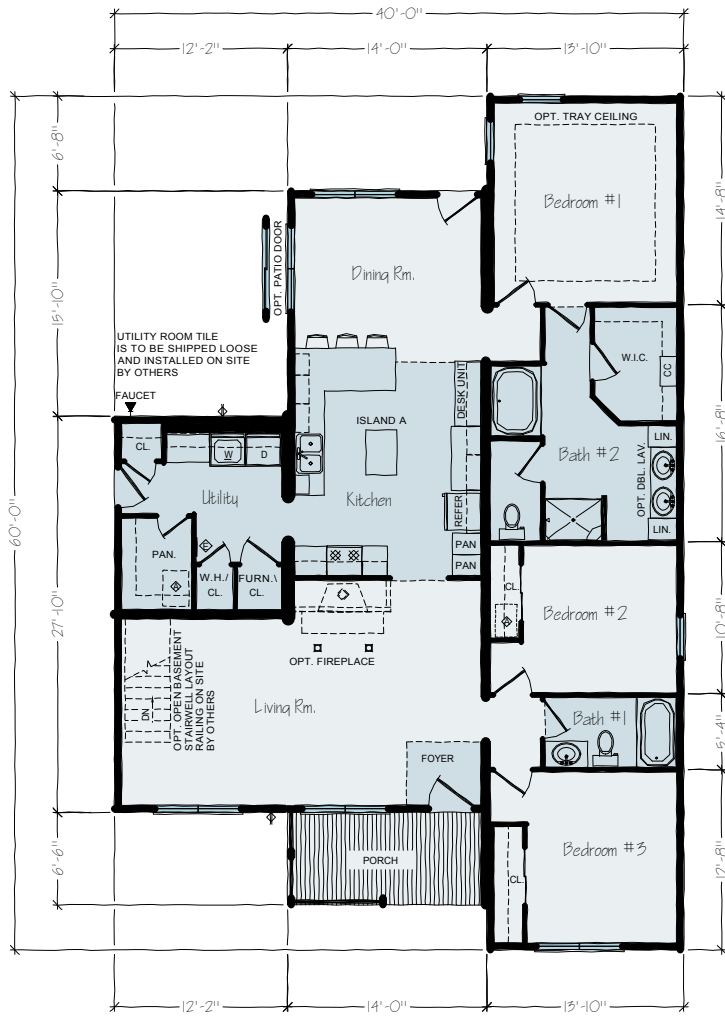 40'-0"
12'-2"
14'-0"
13'-10"
6'-8"
OPT. TRAY CEILING
Bedroom #1
14'-8"
OPT. PATIO DOOR
Dining Rm.
15'-10"
UTILITY ROOM TILE
IS TO BE SHIPPED LOOSE
AND INSTALLED ON SITE
BY OTHERS
FAUCET
W.I.C.
CC
DESK UNIT
ISLAND A
16'-8"
LIN.
CL.
W
D
Bath #2
OPT. DBL. LAV.
Utility
Kitchen
REFER
LIN.
60'-0"
PAN.
PAN
PAN
W.H./
CL.
FURN.\
CL.
CL.
27'-10"
Bedroom #2
10'-8"
OPT. FIREPLACE
DN
OPT. OPEN BASEMENT
STAIRWELL LAYOUT
RAILING ON SITE
BY OTHERS
Living Rm.
Bath #1
5'-4"
FOYER
6'-6"
PORCH
Bedroom #3
CL.
12'-8"
12'-2"
14'-0"
13'-10"